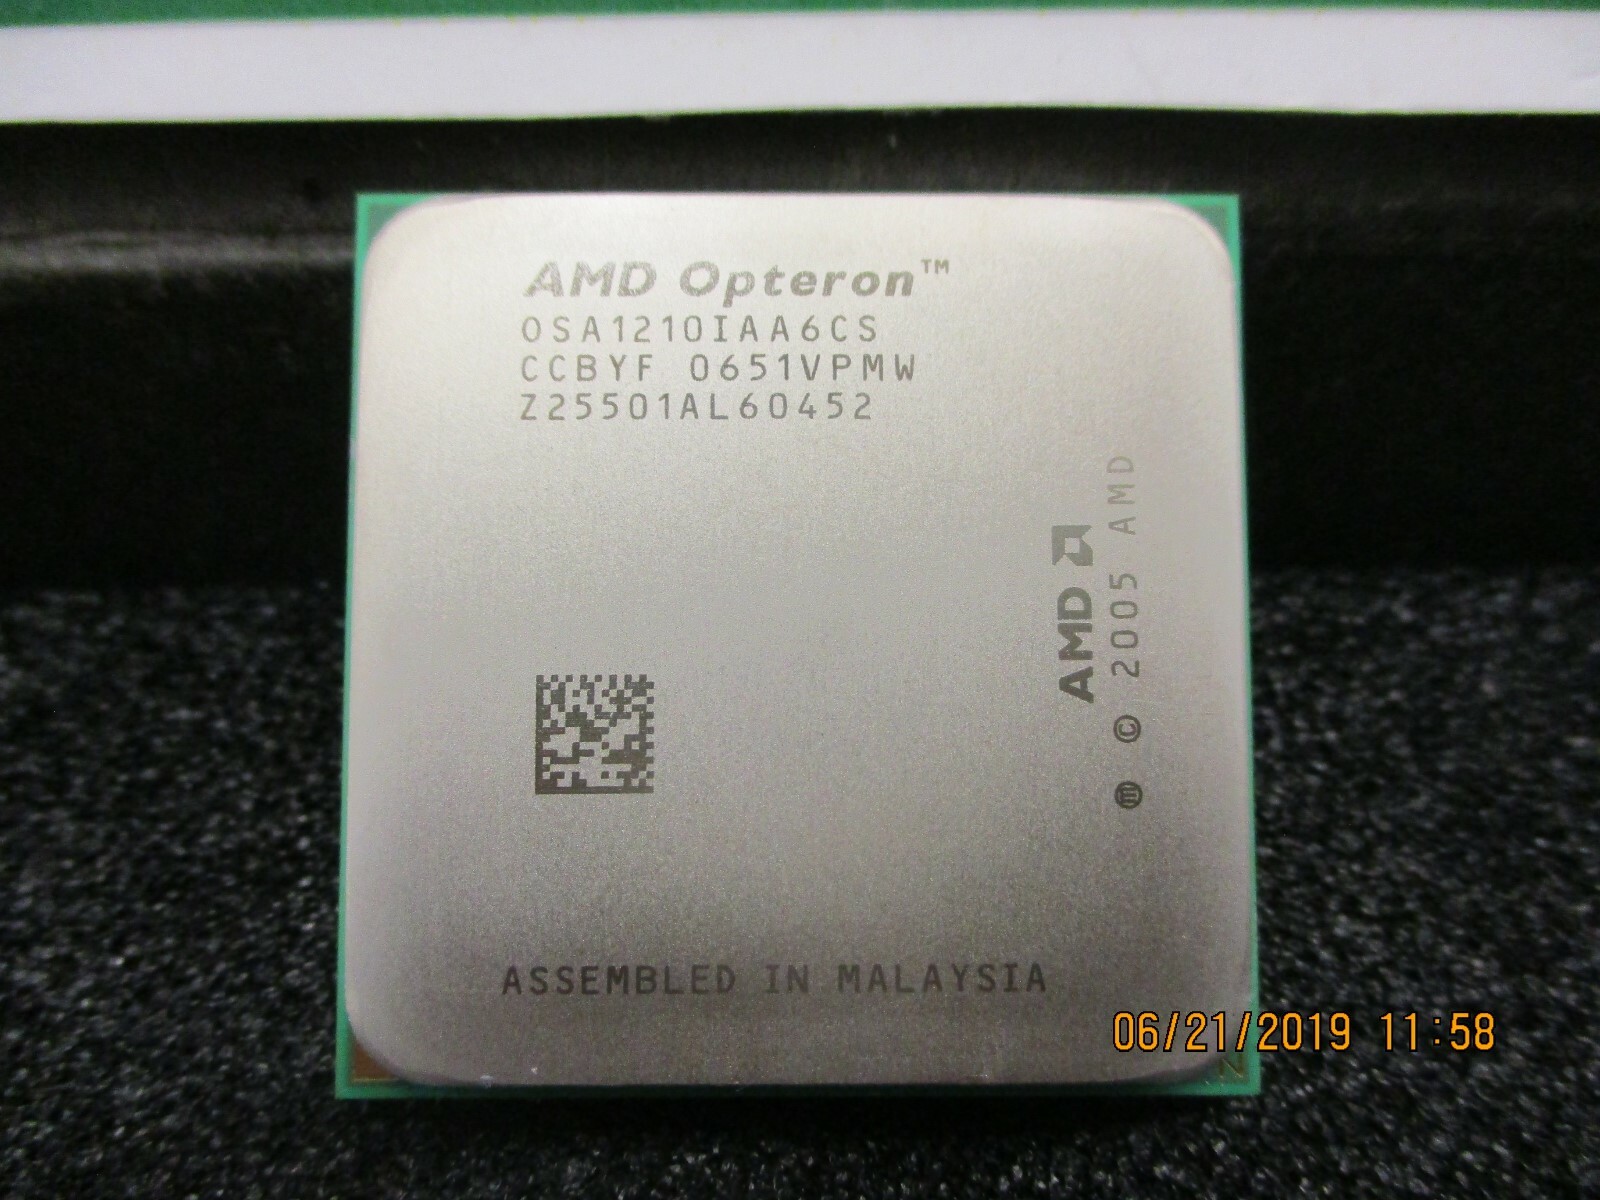 AMD Opteron™
OSA1210IAA6CS
CCBYF 0651VPMW
Z25501AL60452
AMD
ⓜ © 2005 AMD
ASSEMBLED IN MALAYSIA
06/21/2019 11:58